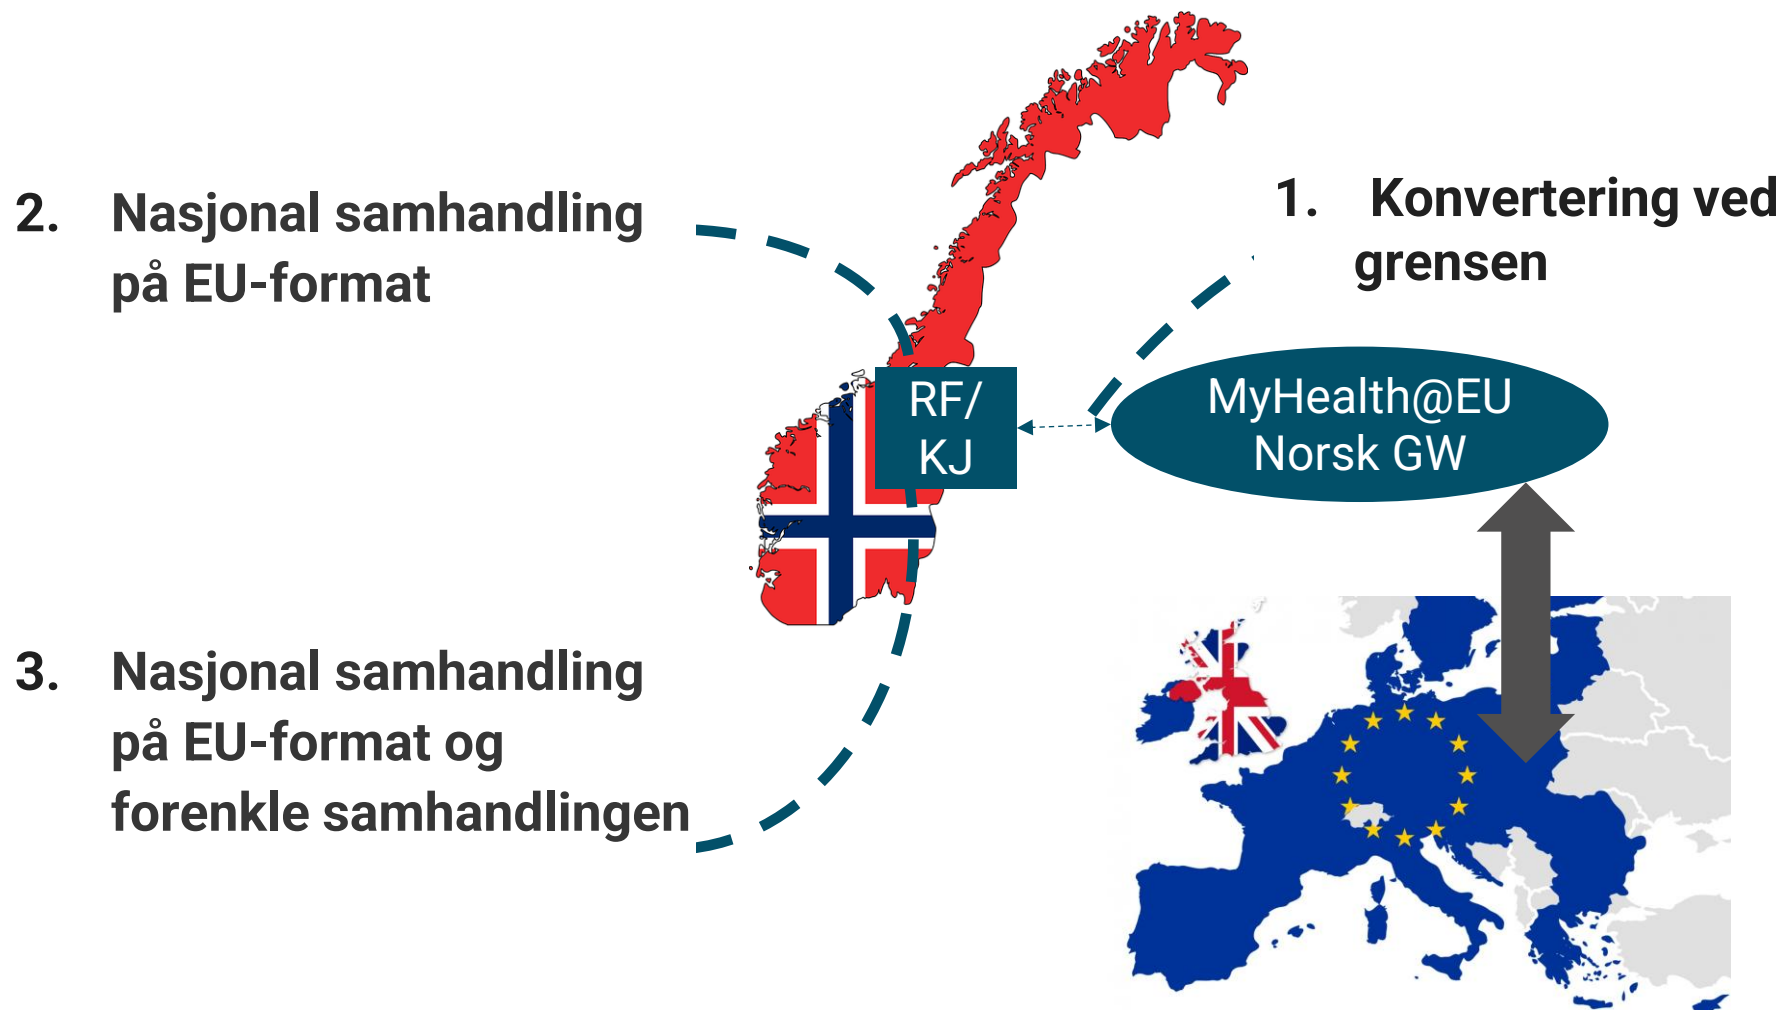 2. Nasjonal samhandling
på EU-format
1. Konvertering ved
grensen
RF/
KJ
MyHealth@EU
Norsk GW
3. Nasjonal samhandling
på EU-format og
forenkle samhandlingen